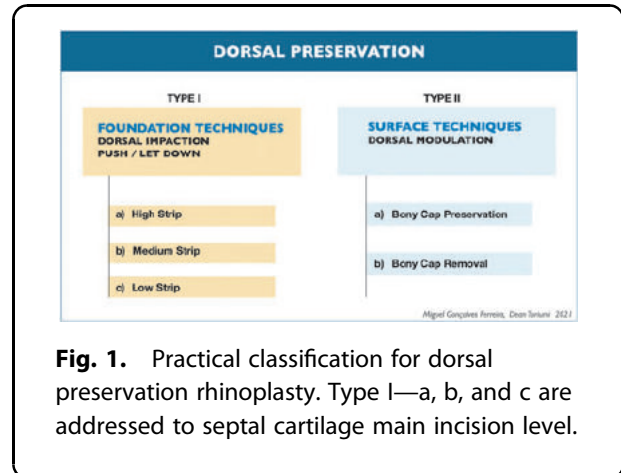 DORSAL PRESERVATION
TYPE I
FOUNDATION TECHNIQUES
DORSAL IMPACTION
PUSH / LET DOWN
a) High Strip
b) Medium Strip
c) Low Strip
TYPE II
SURFACE TECHNIQUES
DORSAL MODULATION
a) Bony Cap Preservation
b) Bony Cap Removal
Miguel Gonçalves Ferreira, Dean Toriumi 2021
Fig. 1. Practical classification for dorsal
preservation rhinoplasty. Type I—a, b, and c are
addressed to septal cartilage main incision level.